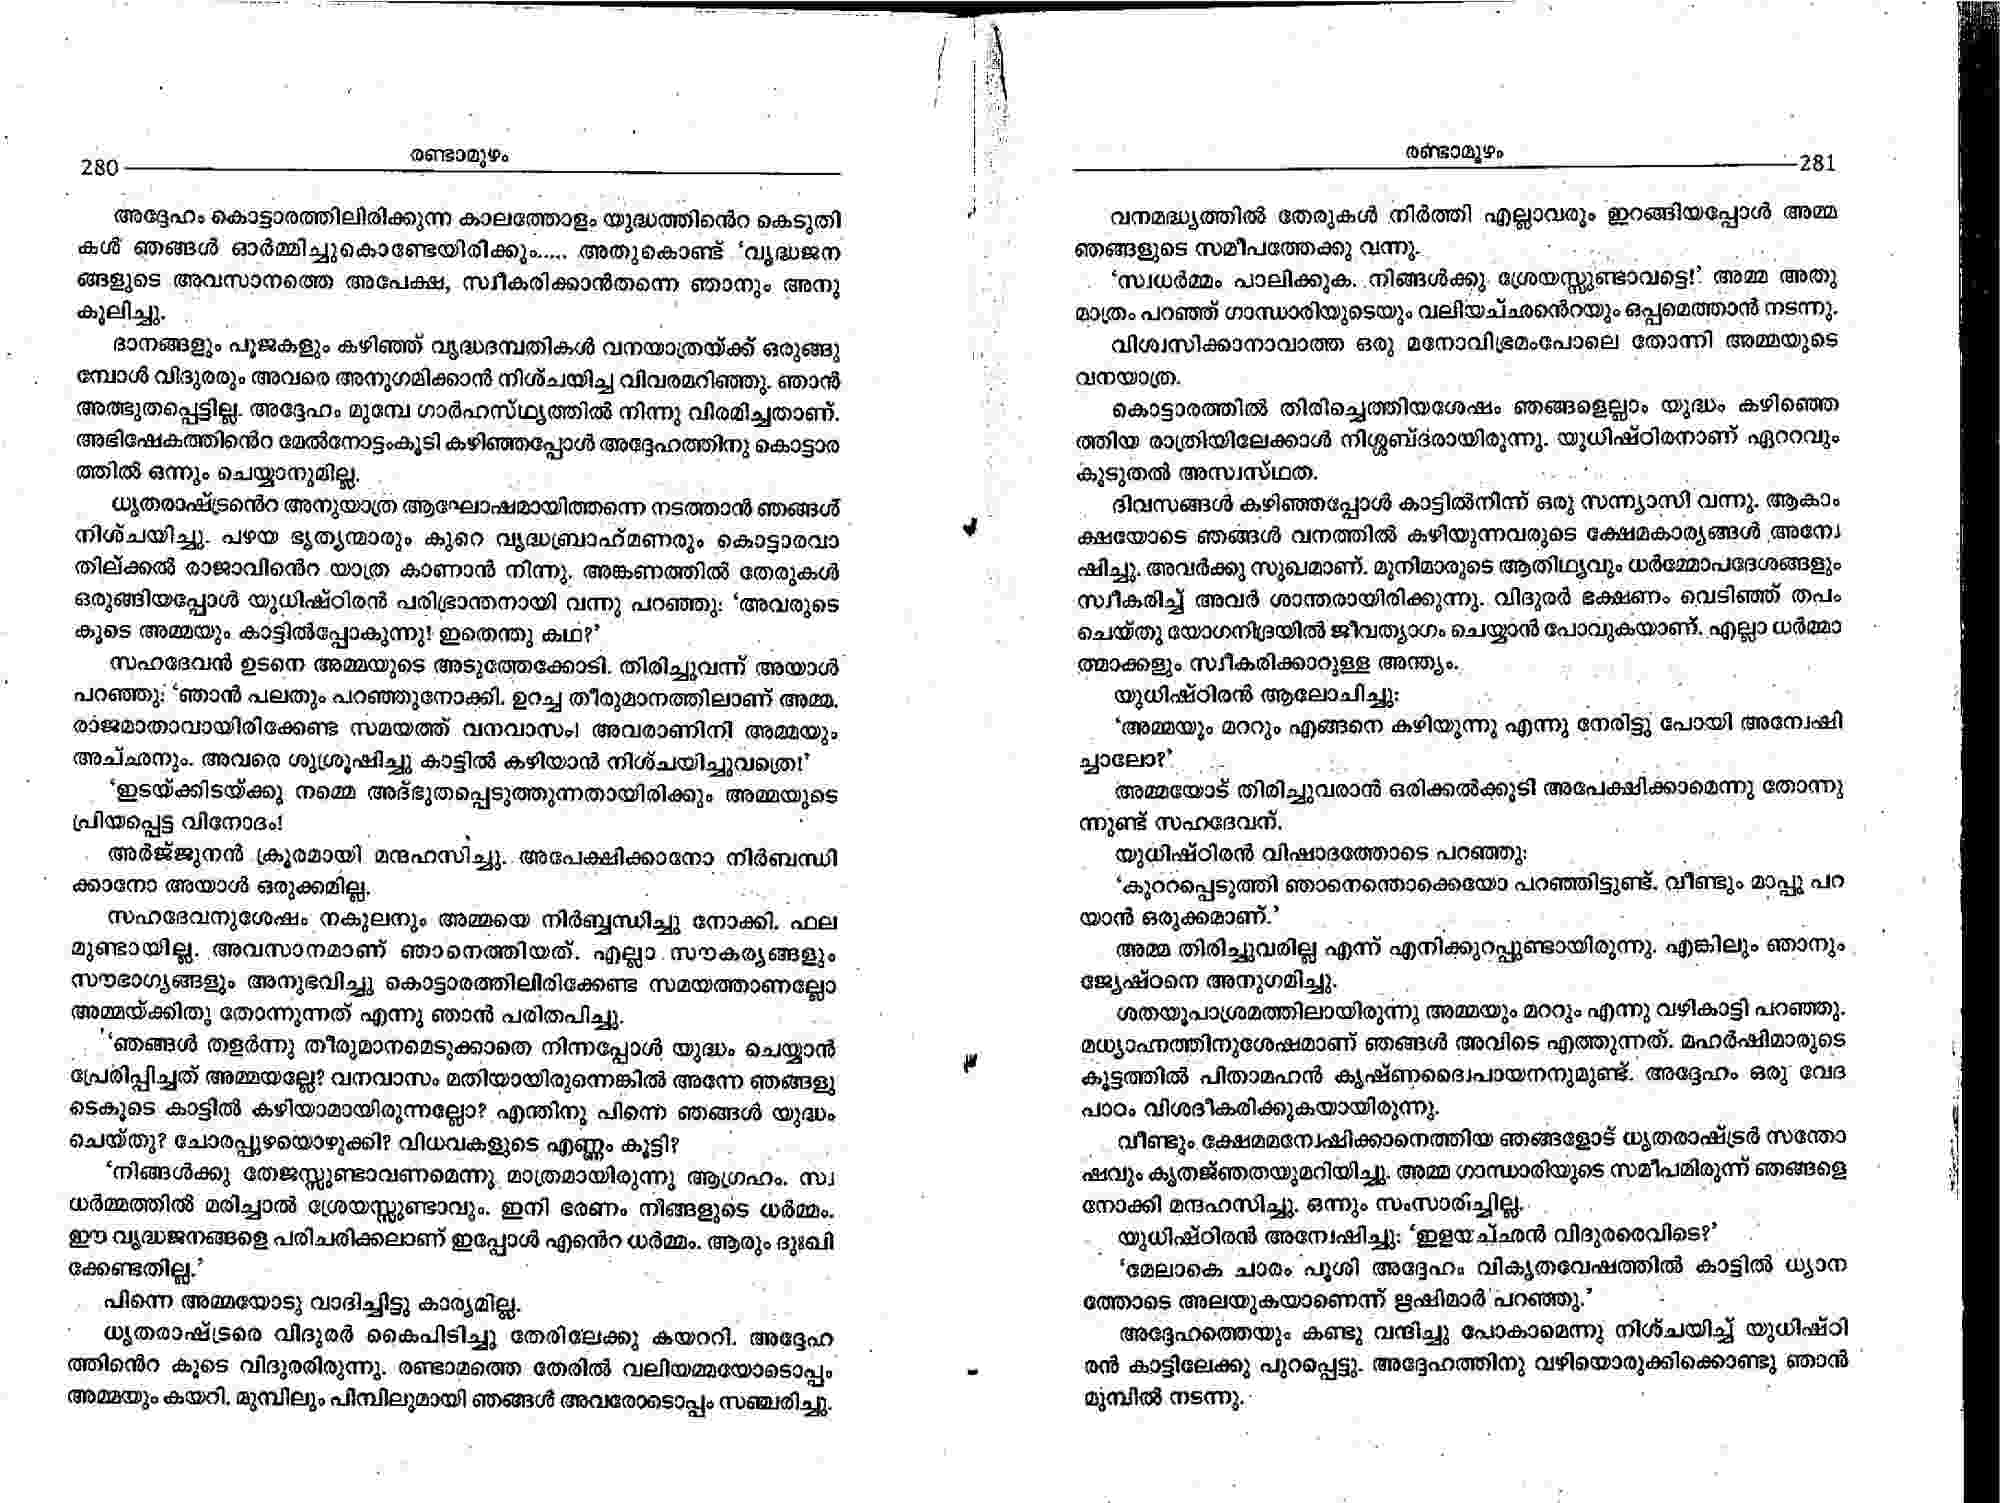 280
രണ്ടാമൂഴം
അദ്ദേഹം കൊട്ടാരത്തിലിരിക്കുന്ന കാലത്തോളം യുദ്ധത്തിൻെറ കെടുതി
കൾ ഞങ്ങൾ ഓർമ്മിച്ചുകൊണ്ടേയിരിക്കും..... അതുകൊണ്ട് 'വൃദ്ധജന
ങ്ങളുടെ അവസാനത്തെ അപേക്ഷ, സ്വീകരിക്കാൻതന്നെ ഞാനും അനു
കൂലിച്ചു.
ദാനങ്ങളും പൂജകളും കഴിഞ്ഞ് വൃദ്ധദമ്പതികൾ വനയാത്രയ്ക്ക് ഒരുങ്ങു
മ്പോൾ വിദുരരും അവരെ അനുഗമിക്കാൻ നിശ്ചയിച്ച വിവരമറിഞ്ഞു. ഞാൻ
അത്ഭുതപ്പെട്ടില്ല. അദ്ദേഹം മുമ്പേ ഗാർഹസ്ഥ്യത്തിൽ നിന്നു വിരമിച്ചതാണ്.
അഭിഷേകത്തിൻെറ മേൽനോട്ടംകൂടി കഴിഞ്ഞപ്പോൾ അദ്ദേഹത്തിനു കൊട്ടാര
ത്തിൽ ഒന്നും ചെയ്യാനുമില്ല.
ധൃതരാഷ്ട്രൻെറ അനുയാത്ര ആഘോഷമായിത്തന്നെ നടത്താൻ ഞങ്ങൾ
നിശ്ചയിച്ചു. പഴയ ഭൃത്യന്മാരും കുറെ വൃദ്ധബ്രാഹ്മണരും കൊട്ടാരവാ
തില്ക്കൽ രാജാവിൻെറ യാത്ര കാണാൻ നിന്നു. അങ്കണത്തിൽ തേരുകൾ
ഒരുങ്ങിയപ്പോൾ യുധിഷ്ഠിരൻ പരിഭ്രാന്തനായി വന്നു പറഞ്ഞു: 'അവരുടെ
കൂടെ അമ്മയും കാട്ടിൽപ്പോകുന്നു! ഇതെന്തു കഥ?'
സഹദേവൻ ഉടനെ അമ്മയുടെ അടുത്തേക്കോടി. തിരിച്ചുവന്ന് അയാൾ
പറഞ്ഞു: 'ഞാൻ പലതും പറഞ്ഞുനോക്കി. ഉറച്ച തീരുമാനത്തിലാണ് അമ്മ.
രാജമാതാവായിരിക്കേണ്ട സമയത്ത് വനവാസം! അവരാണിനി അമ്മയും
അച്ഛനും. അവരെ ശുശ്രൂഷിച്ചു കാട്ടിൽ കഴിയാൻ നിശ്ചയിച്ചുവത്രെ!'
'ഇടയ്ക്കിടയ്ക്കു നമ്മെ അദ്ഭുതപ്പെടുത്തുന്നതായിരിക്കും അമ്മയുടെ
പ്രിയപ്പെട്ട വിനോദം!
അർജ്ജുനൻ ക്രൂരമായി മന്ദഹസിച്ചു. അപേക്ഷിക്കാനോ നിർബന്ധി
ക്കാനോ അയാൾ ഒരുക്കമില്ല.
സഹദേവനുശേഷം നകുലനും അമ്മയെ നിർബ്ബന്ധിച്ചു നോക്കി. ഫല
മുണ്ടായില്ല. അവസാനമാണ് ഞാനെത്തിയത്. എല്ലാ സൗകര്യങ്ങളും
സൗഭാഗ്യങ്ങളും അനുഭവിച്ചു കൊട്ടാരത്തിലിരിക്കേണ്ട സമയത്താണല്ലോ
അമ്മയ്ക്കിതു തോന്നുന്നത് എന്നു ഞാൻ പരിതപിച്ചു.
'ഞങ്ങൾ തളർന്നു തീരുമാനമെടുക്കാതെ നിന്നപ്പോൾ യുദ്ധം ചെയ്യാൻ
പ്രേരിപ്പിച്ചത് അമ്മയല്ലേ? വനവാസം മതിയായിരുന്നെങ്കിൽ അന്നേ ഞങ്ങളു
ടെകൂടെ കാട്ടിൽ കഴിയാമായിരുന്നല്ലോ? എന്തിനു പിന്നെ ഞങ്ങൾ യുദ്ധം
ചെയ്തു? ചോരപ്പുഴയൊഴുക്കി? വിധവകളുടെ എണ്ണം കൂട്ടി?
'നിങ്ങൾക്കു തേജസ്സുണ്ടാവണമെന്നു മാത്രമായിരുന്നു ആഗ്രഹം. സ്വ
ധർമ്മത്തിൽ മരിച്ചാൽ ശ്രേയസ്സുണ്ടാവും. ഇനി ഭരണം നിങ്ങളുടെ ധർമ്മം.
ഈ വൃദ്ധജനങ്ങളെ പരിചരിക്കലാണ് ഇപ്പോൾ എൻെറ ധർമ്മം. ആരും ദുഃഖി
ക്കേണ്ടതില്ല.'
പിന്നെ അമ്മയോടു വാദിച്ചിട്ടു കാര്യമില്ല.
ധൃതരാഷ്ട്രരെ വിദുരർ കൈപിടിച്ചു തേരിലേക്കു കയററി. അദ്ദേഹ
ത്തിൻെറ കൂടെ വിദുരരിരുന്നു. രണ്ടാമത്തെ തേരിൽ വലിയമ്മയോടൊപ്പം
അമ്മയും കയറി. മുമ്പിലും പിമ്പിലുമായി ഞങ്ങൾ അവരോടൊപ്പം സഞ്ചരിച്ചു.
രണ്ടാമൂഴം
281
വനമദ്ധ്യത്തിൽ തേരുകൾ നിർത്തി എല്ലാവരും ഇറങ്ങിയപ്പോൾ അമ്മ
ഞങ്ങളുടെ സമീപത്തേക്കു വന്നു.
'സ്വധർമ്മം പാലിക്കുക. നിങ്ങൾക്കു ശ്രേയസ്സുണ്ടാവട്ടെ!' അമ്മ അതു
മാത്രം പറഞ്ഞ് ഗാന്ധാരിയുടെയും വലിയച്ഛൻെറയും ഒപ്പമെത്താൻ നടന്നു.
വിശ്വസിക്കാനാവാത്ത ഒരു മനോവിഭ്രമംപോലെ തോന്നി അമ്മയുടെ
വനയാത്ര.
കൊട്ടാരത്തിൽ തിരിച്ചെത്തിയശേഷം ഞങ്ങളെല്ലാം യുദ്ധം കഴിഞ്ഞെ
ത്തിയ രാത്രിയിലേക്കാൾ നിശ്ശബ്ദരായിരുന്നു. യുധിഷ്ഠിരനാണ് ഏററവും
കൂടുതൽ അസ്വസ്ഥത.
ദിവസങ്ങൾ കഴിഞ്ഞപ്പോൾ കാട്ടിൽനിന്ന് ഒരു സന്ന്യാസി വന്നു. ആകാം
ക്ഷയോടെ ഞങ്ങൾ വനത്തിൽ കഴിയുന്നവരുടെ ക്ഷേമകാര്യങ്ങൾ അന്വേ
ഷിച്ചു. അവർക്കു സുഖമാണ്. മുനിമാരുടെ ആതിഥ്യവും ധർമ്മോപദേശങ്ങളും
സ്വീകരിച്ച് അവർ ശാന്തരായിരിക്കുന്നു. വിദുരർ ഭക്ഷണം വെടിഞ്ഞ് തപം
ചെയ്തു യോഗനിദ്രയിൽ ജീവത്യാഗം ചെയ്യാൻ പോവുകയാണ്. എല്ലാ ധർമ്മാ
ത്മാക്കളും സ്വീകരിക്കാറുള്ള അന്ത്യം.
യുധിഷ്ഠിരൻ ആലോചിച്ചു:
'അമ്മയും മററും എങ്ങനെ കഴിയുന്നു എന്നു നേരിട്ടു പോയി അന്വേഷി
ച്ചാലോ?'
അമ്മയോട് തിരിച്ചുവരാൻ ഒരിക്കൽക്കൂടി അപേക്ഷിക്കാമെന്നു തോന്നു
ന്നുണ്ട് സഹദേവന്.
യുധിഷ്ഠിരൻ വിഷാദത്തോടെ പറഞ്ഞു:
'കുററപ്പെടുത്തി ഞാനെന്തൊക്കെയോ പറഞ്ഞിട്ടുണ്ട്. വീണ്ടും മാപ്പു പറ
യാൻ ഒരുക്കമാണ്.'
അമ്മ തിരിച്ചുവരില്ല എന്ന് എനിക്കുറപ്പുണ്ടായിരുന്നു. എങ്കിലും ഞാനും
ജ്യേഷ്ഠനെ അനുഗമിച്ചു.
ശതയൂപാശ്രമത്തിലായിരുന്നു അമ്മയും മററും എന്നു വഴികാട്ടി പറഞ്ഞു.
മധ്യാഹ്നത്തിനുശേഷമാണ് ഞങ്ങൾ അവിടെ എത്തുന്നത്. മഹർഷിമാരുടെ
കൂട്ടത്തിൽ പിതാമഹൻ കൃഷ്ണദ്വൈപായനനുമുണ്ട്. അദ്ദേഹം ഒരു വേദ
പാഠം വിശദീകരിക്കുകയായിരുന്നു.
വീണ്ടും ക്ഷേമമന്വേഷിക്കാനെത്തിയ ഞങ്ങളോട് ധൃതരാഷ്ട്രർ സന്തോ
ഷവും കൃതജ്ഞതയുമറിയിച്ചു. അമ്മ ഗാന്ധാരിയുടെ സമീപമിരുന്ന് ഞങ്ങളെ
നോക്കി മന്ദഹസിച്ചു. ഒന്നും സംസാരിച്ചില്ല.
യുധിഷ്ഠിരൻ അന്വേഷിച്ചു: 'ഇളയച്ഛൻ വിദുരരെവിടെ?'
'മേലാകെ ചാരം പൂശി അദ്ദേഹം വികൃതവേഷത്തിൽ കാട്ടിൽ ധ്യാന
ത്തോടെ അലയുകയാണെന്ന് ഋഷിമാർ പറഞ്ഞു.'
അദ്ദേഹത്തെയും കണ്ടു വന്ദിച്ചു പോകാമെന്നു നിശ്ചയിച്ച് യുധിഷ്ഠി
രൻ കാട്ടിലേക്കു പുറപ്പെട്ടു. അദ്ദേഹത്തിനു വഴിയൊരുക്കിക്കൊണ്ടു ഞാൻ
മുമ്പിൽ നടന്നു.